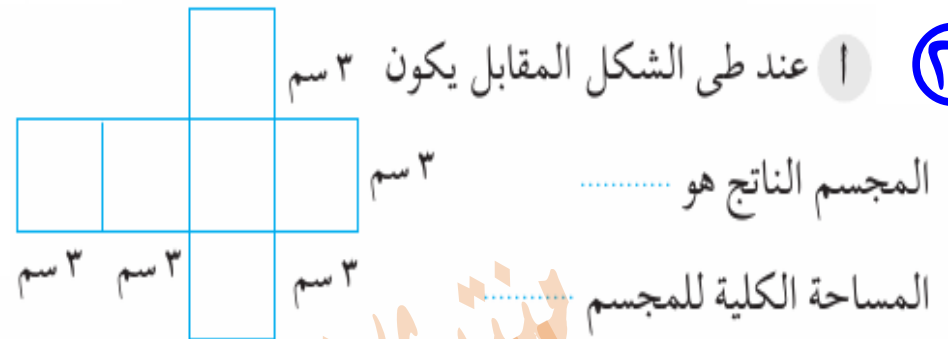 ٢
أ عند طى الشكل المقابل يكون
المجسم الناتج هو ............
المساحة الكلية للمجسم ............
٣ سم
٣ سم
٣ سم
٣ سم
٣ سم